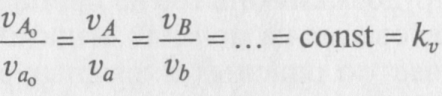 v_{A_o}/v_{a_o} = v_A/v_a = v_B/v_b = ... = const = k_v